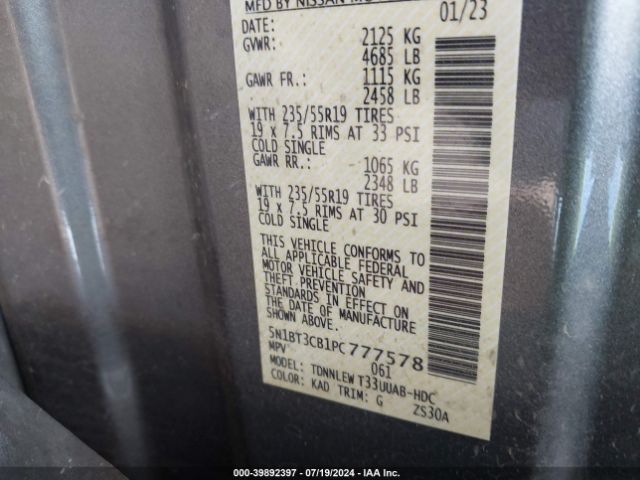 MFD BY NISSAN MO
DATE: 01/23
GVWR: 2125 KG
4685 LB
GAWR FR.: 1115 KG
2458 LB
WITH 235/55R19 TIRES
19 x 7.5 RIMS AT 33 PSI
COLD SINGLE
GAWR RR.: 1065 KG
2348 LB
WITH 235/55R19 TIRES
19 x 7.5 RIMS AT 30 PSI
COLD SINGLE
THIS VEHICLE CONFORMS TO
ALL APPLICABLE FEDERAL
MOTOR VEHICLE SAFETY AND
THEFT PREVENTION
STANDARDS IN EFFECT ON
THE DATE OF MANUFACTURE
SHOWN ABOVE.
5N1BT3CB1PC777578
MPV 061
MODEL: TDNNLEW T33UUAB-HDC
COLOR: KAD TRIM: G ZS30A
000-39892397 / 07/19/2024 - IAA Inc.